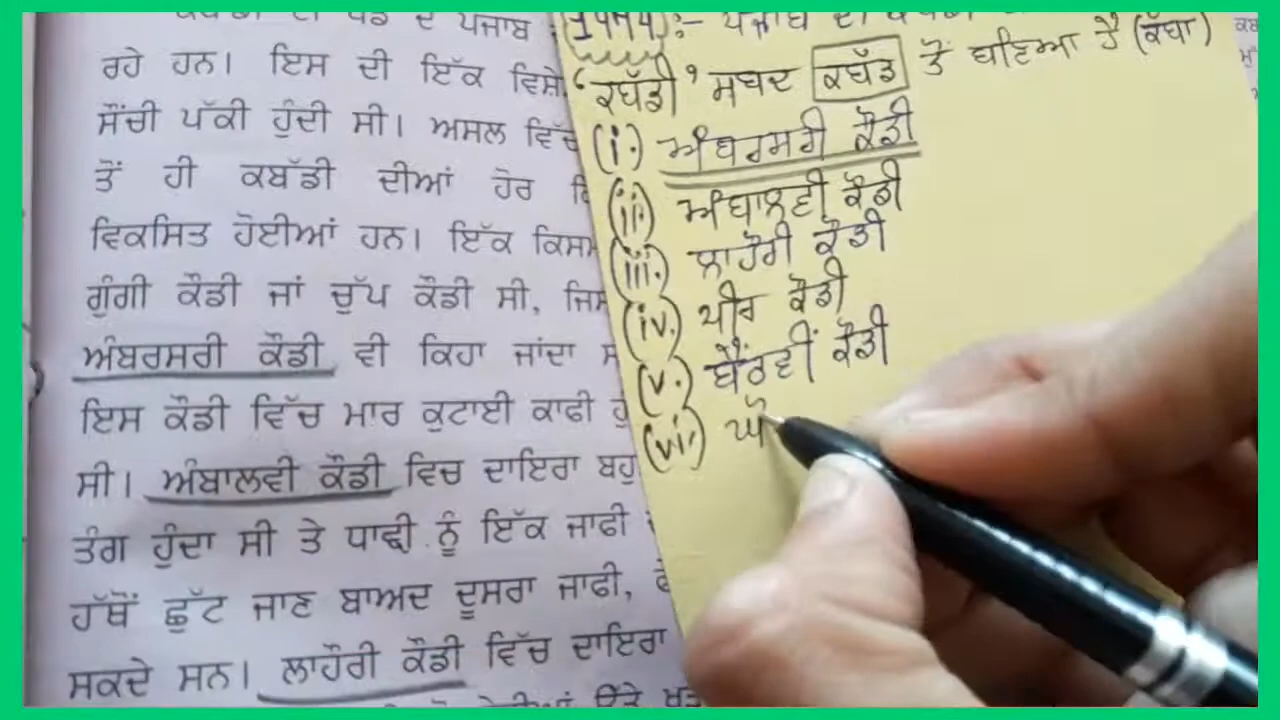 ਰਹੇ ਹਨ। ਇਸ ਦੀ ਇੱਕ
ਸੌਂਚੀ ਪੱਕੀ ਹੁੰਦੀ ਸੀ। ਅਸਲ ਵਿੱਚ
ਤੋਂ ਹੀ ਕਬੱਡੀ ਦੀਆਂ ਹੋਰ
ਵਿਕਸਿਤ ਹੋਈਆਂ ਹਨ। ਇੱਕ
ਗੁੰਗੀ ਕੌਡੀ ਜਾਂ ਚੁੱਪ ਕੌਡੀ ਸੀ,
ਅੰਬਰਸਰੀ ਕੌਡੀ ਵੀ ਕਿਹਾ ਜਾਂਦਾ
ਇਸ ਕੌਡੀ ਵਿੱਚ ਮਾਰ ਕੁਟਾਈ ਕਾਫੀ
ਸੀ। ਅੰਬਾਲਵੀ ਕੌਡੀ ਵਿਚ ਦਾਇਰਾ
ਤੰਗ ਹੁੰਦਾ ਸੀ ਤੇ ਧਾਵੀ ਨੂੰ ਇੱਕ ਜਾਫੀ
ਹੱਥੋਂ ਛੁੱਟ ਜਾਣ ਬਾਅਦ ਦੂਸਰਾ ਜਾਫੀ,
ਸਕਦੇ ਸਨ। ਲਾਹੌਰੀ ਕੌਡੀ ਵਿੱਚ ਦਾਇਰਾ
'ਕਬੱਡੀ' ਸ਼ਬਦ ਕਬੱਡ ਤੋਂ ਬਣਿਆ ਹੈ
(i.) ਅੰਬਰਸਰੀ ਕੌਡੀ
(ii.) ਅੰਬਾਲਵੀ ਕੌਡੀ
(iii.) ਲਾਹੌਰੀ ਕੌਡੀ
(iv.) ਪੀਰ ਕੌਡੀ
(v.) ਬੈਠਵੀਂ ਕੌਡੀ
(vi)